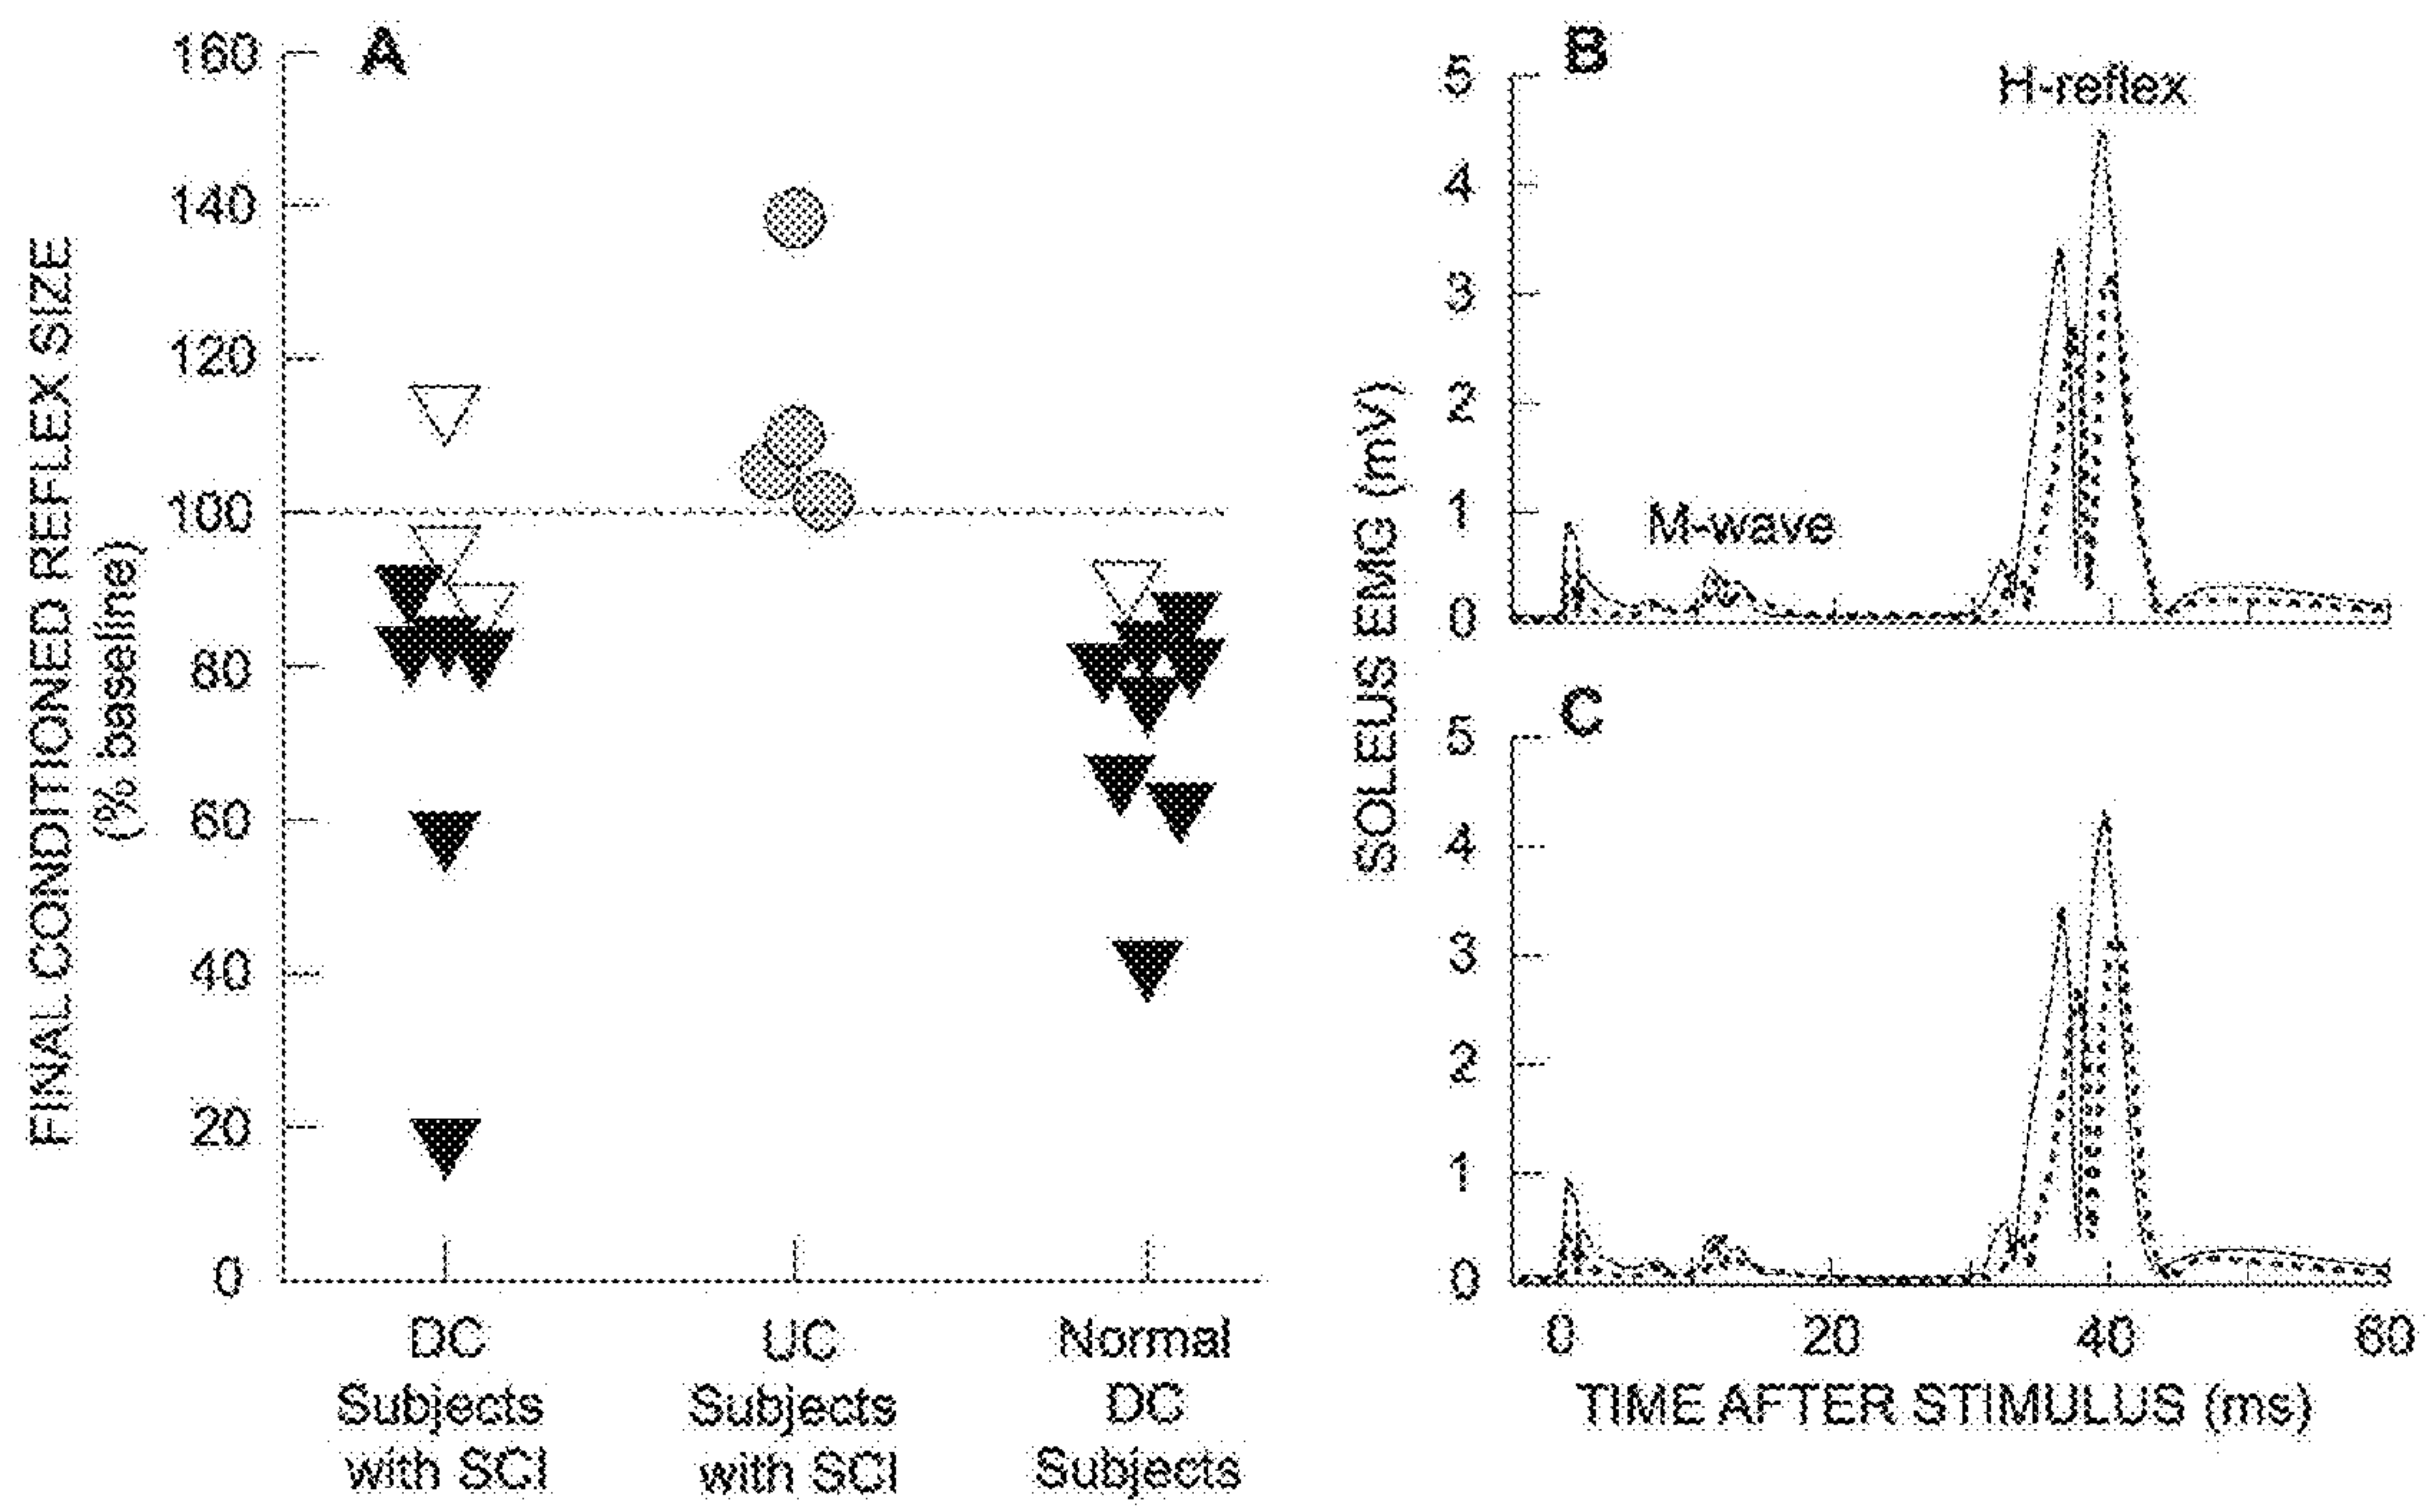 A
160
140
120
100
80
60
40
20
0
FINAL CONDITIONED REFLEX SIZE
(% baseline)
DC
Subjects
with SCI
UC
Subjects
with SCI
Normal
DC
Subjects
B
H-reflex
M-wave
5
4
3
2
1
0
SOLEUS EMG (mV)
C
5
4
3
2
1
0
0
20
40
60
TIME AFTER STIMULUS (ms)